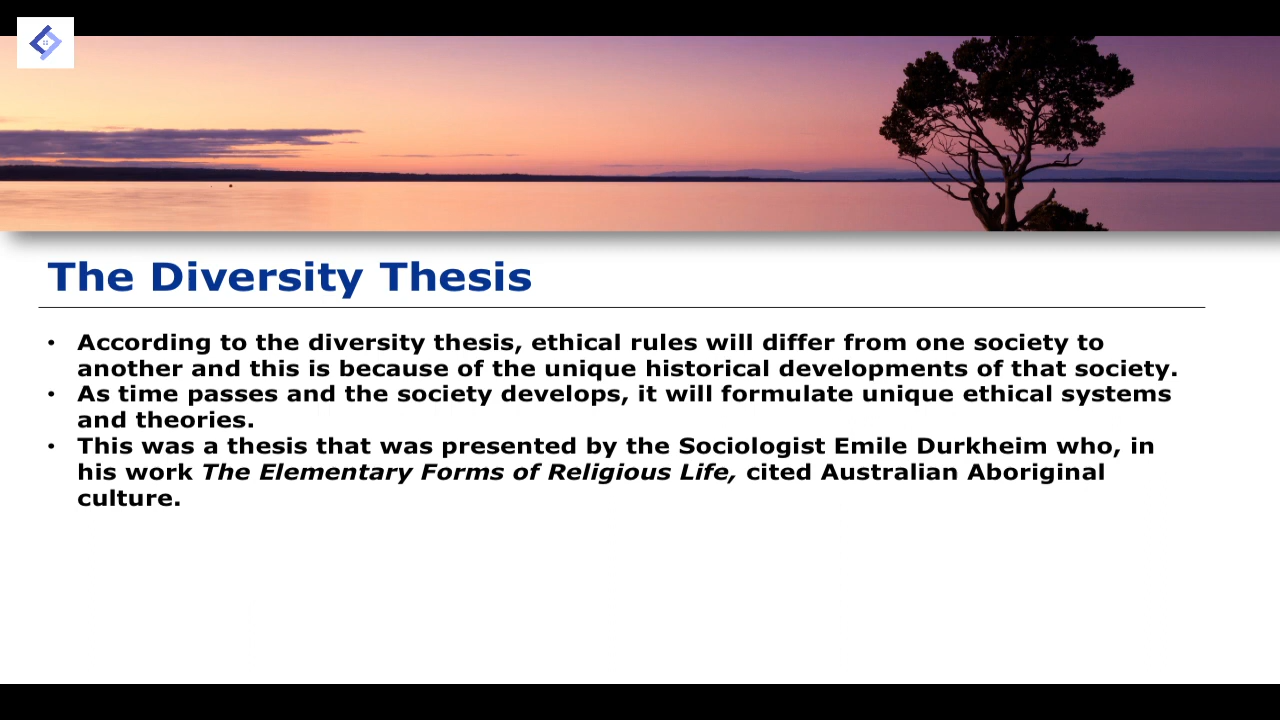 The Diversity Thesis
• According to the diversity thesis, ethical rules will differ from one society to
another and this is because of the unique historical developments of that society.
• As time passes and the society develops, it will formulate unique ethical systems
and theories.
• This was a thesis that was presented by the Sociologist Emile Durkheim who, in
his work The Elementary Forms of Religious Life, cited Australian Aboriginal
culture.